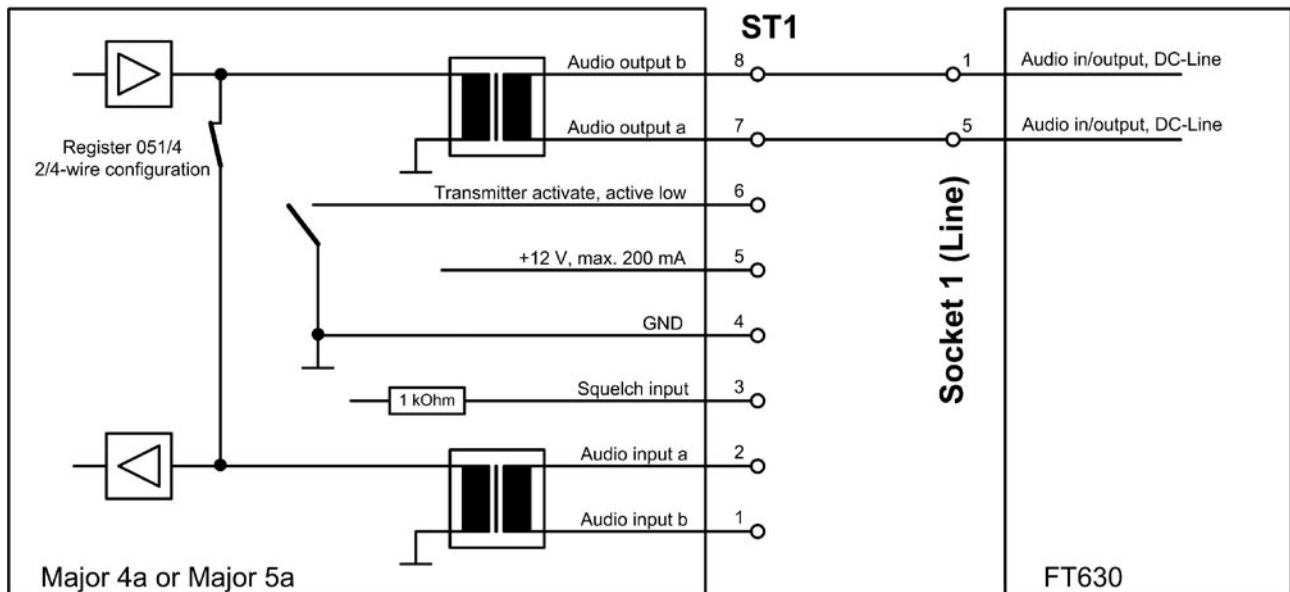 ST1
Audio output b 8 1 Audio in/output, DC-Line
Audio output a 7 5 Audio in/output, DC-Line
Register 051/4
2/4-wire configuration
Transmitter activate, active low 6
+12 V, max. 200 mA 5
GND 4
Socket 1 (Line)
1 kOhm Squelch input 3
Audio input a 2
Audio input b 1
Major 4a or Major 5a
FT630